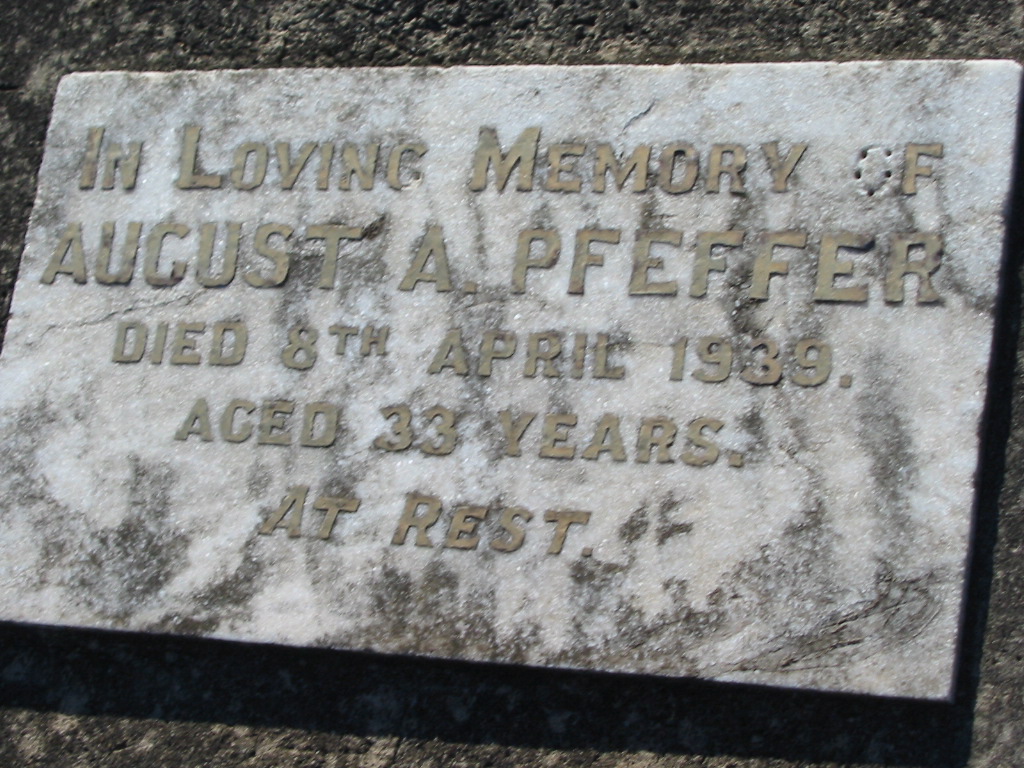 IN LOVING MEMORY OF
AUGUST A. PFEFFER
DIED 8TH APRIL 1939.
AGED 33 YEARS.
AT REST.